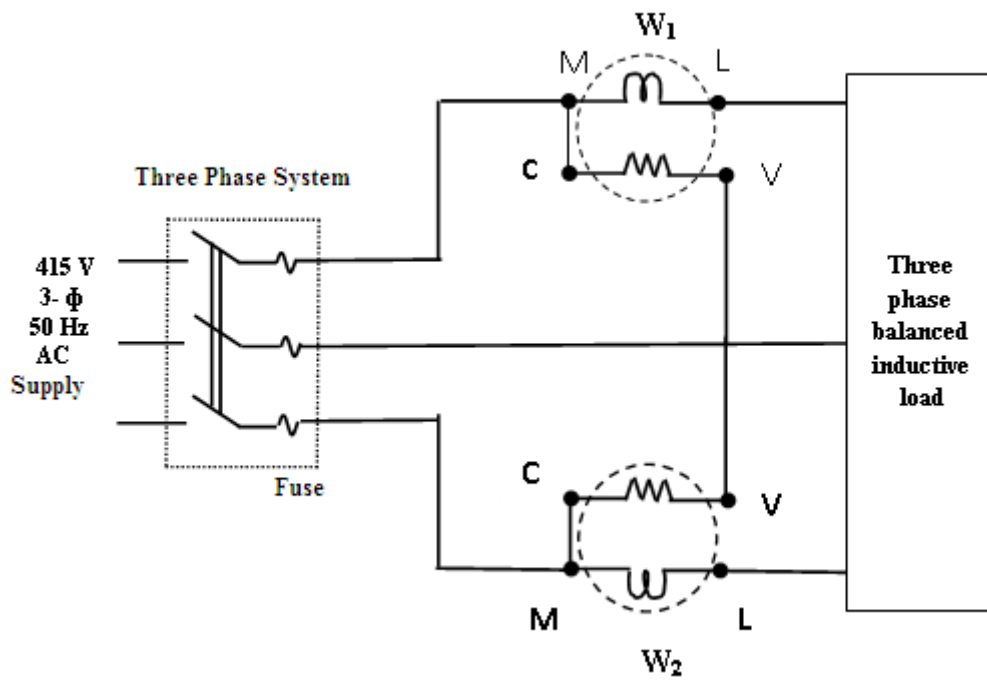 W₁
M
L
C
V
Three Phase System
415 V
3- ф
50 Hz
AC
Supply
Fuse
Three
phase
balanced
inductive
load
C
V
M
L
W₂